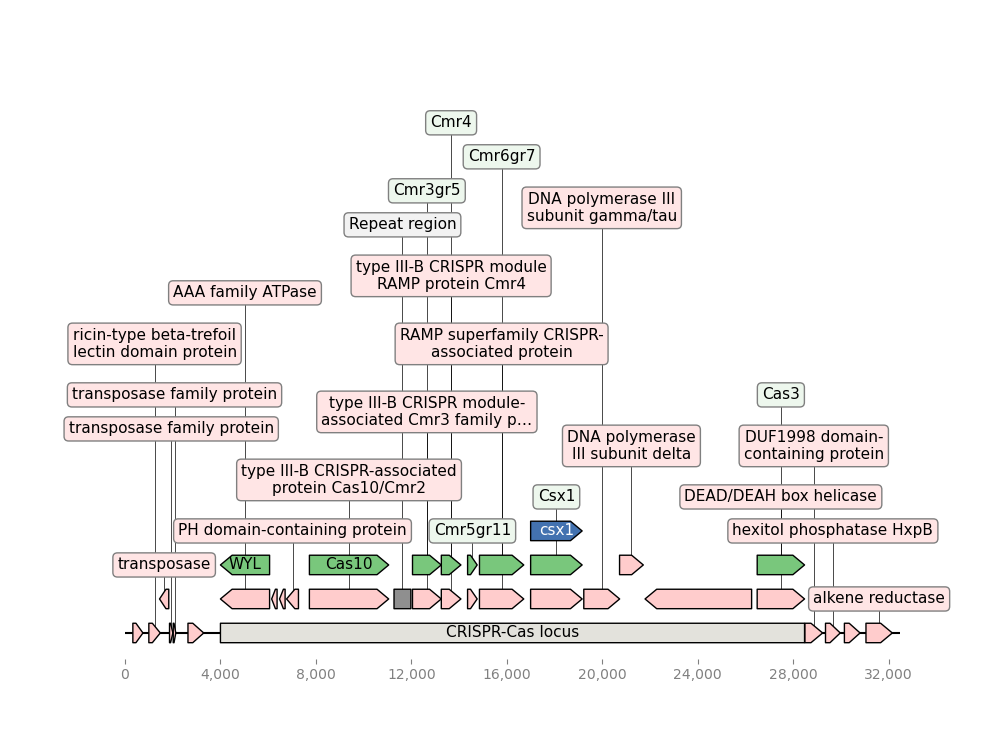 Cmr4
Cmr6gr7
Cmr3gr5
DNA polymerase III
subunit gamma/tau
Repeat region
type III-B CRISPR module
RAMP protein Cmr4
AAA family ATPase
ricin-type beta-trefoil
lectin domain protein
RAMP superfamily CRISPR-
associated protein
transposase family protein
Cas3
type III-B CRISPR module-
associated Cmr3 family p...
transposase family protein
DNA polymerase
III subunit delta
DUF1998 domain-
containing protein
type III-B CRISPR-associated
protein Cas10/Cmr2
Csx1
DEAD/DEAH box helicase
PH domain-containing protein
Cmr5gr11
csx1
hexitol phosphatase HxpB
transposase
WYL
Cas10
alkene reductase
CRISPR-Cas locus
0
4,000
8,000
12,000
16,000
20,000
24,000
28,000
32,000